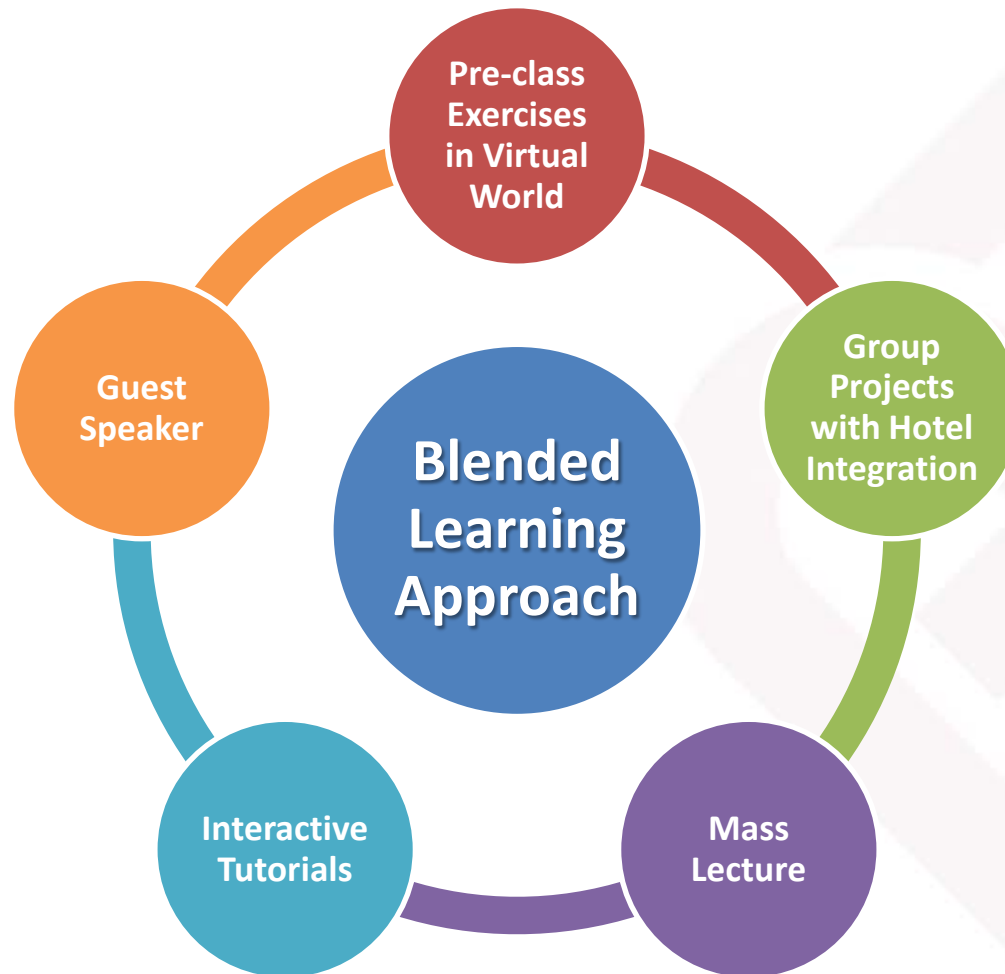 Pre-class
Exercises
in Virtual
World
Group
Projects
with Hotel
Integration
Guest
Speaker
Blended
Learning
Approach
Interactive
Tutorials
Mass
Lecture